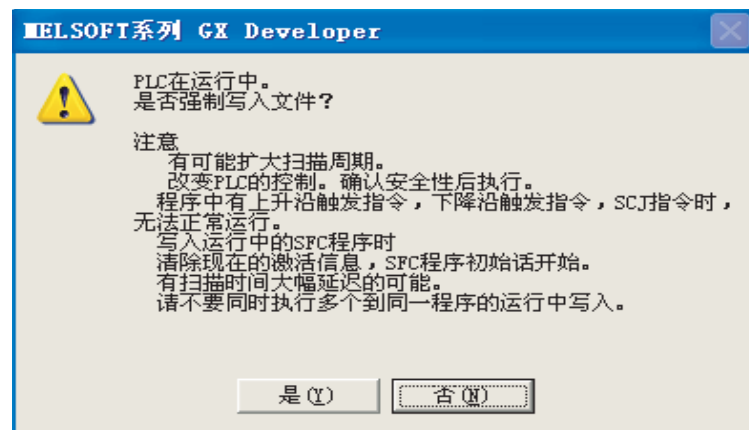 MELSOFT系列 GX Developer
PLC在运行中。
是否强制写入文件？
注意
有可能扩大扫描周期。
改变PLC的控制。确认安全性后执行。
程序中有上升沿触发指令，下降沿触发指令，SCJ指令时，
无法正常运行。
写入运行中的SFC程序时
清除现在的激活信息，SFC程序初始话开始。
有扫描时间大幅延迟的可能。
请不要同时执行多个到同一程序的运行中写入。
是(Y)
否(N)